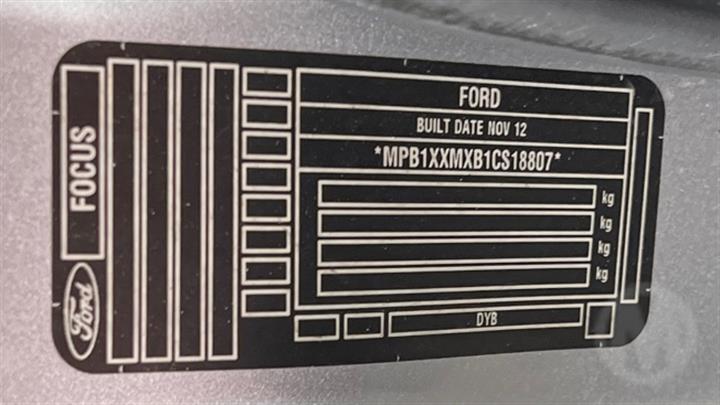 FORD
BUILT DATE NOV 12
*MPB1XXMXB1CS18807*
kg
kg
kg
kg
DYB
FOCUS
Ford